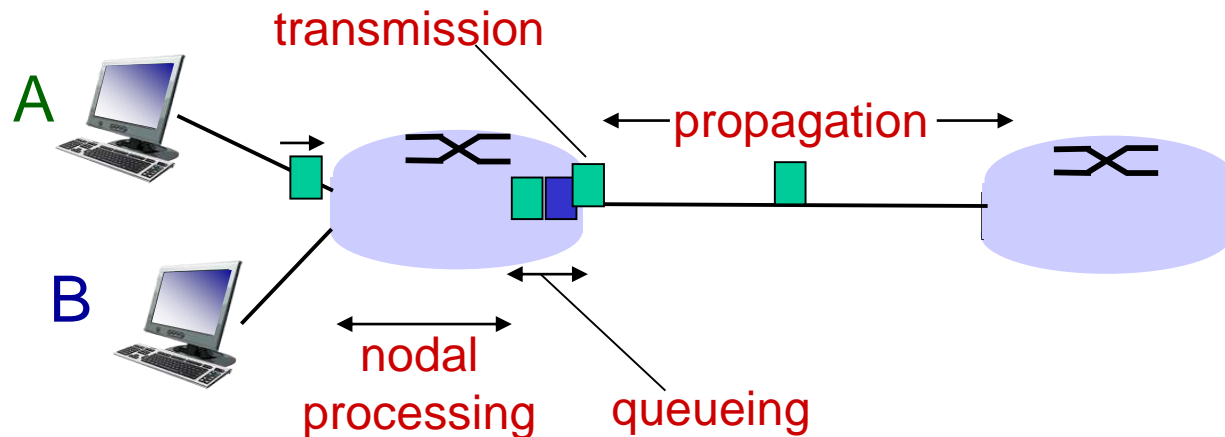 transmission
A
propagation
B
nodal
processing
queueing